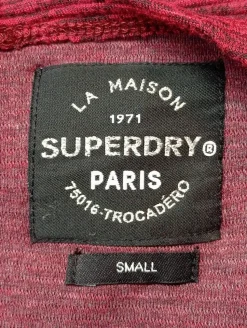 LA MAISON
1971
SUPERDRY®
PARIS
75016-TROCADÉRO
SMALL